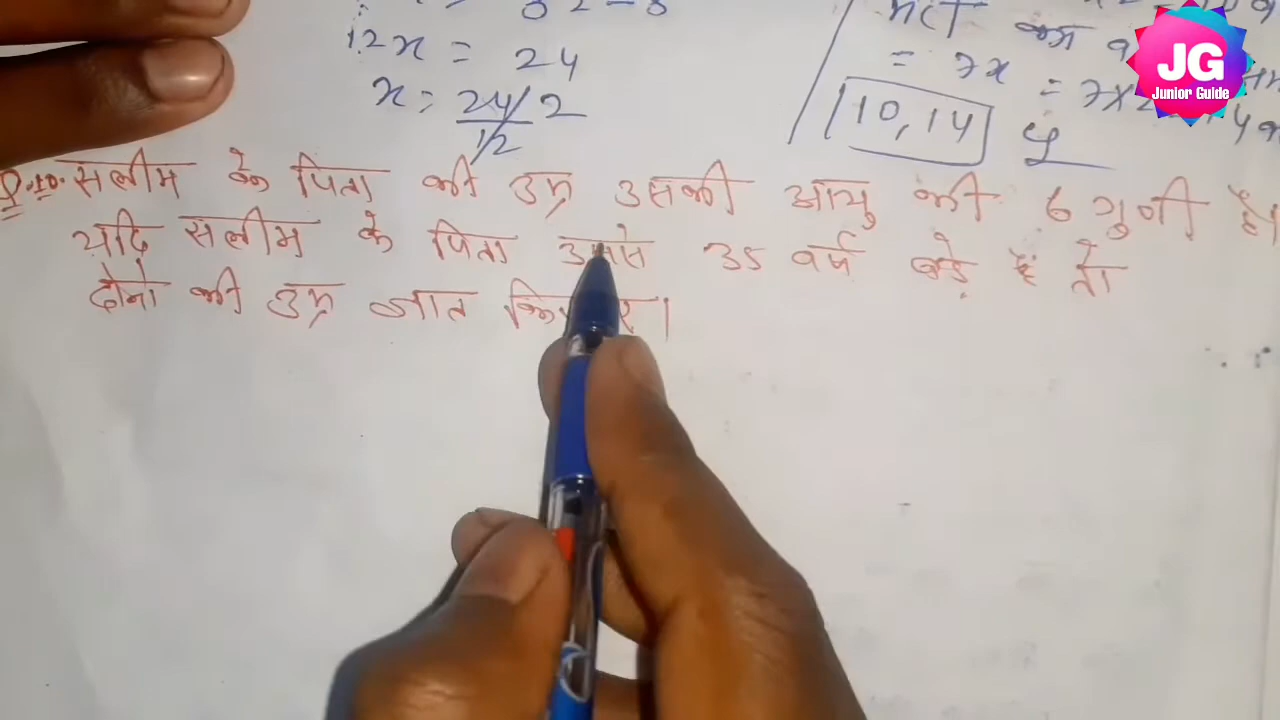 12x = 24
x = 24/2
12
10, 14
= 7x
JG
Junior Guide
Q.10. सलीम के पिता की उम्र उसकी आयु की 6 गुनी है।
यदि सलीम के पिता उससे 35 वर्ष बड़े हैं तो
दोनो की उम्र ज्ञात